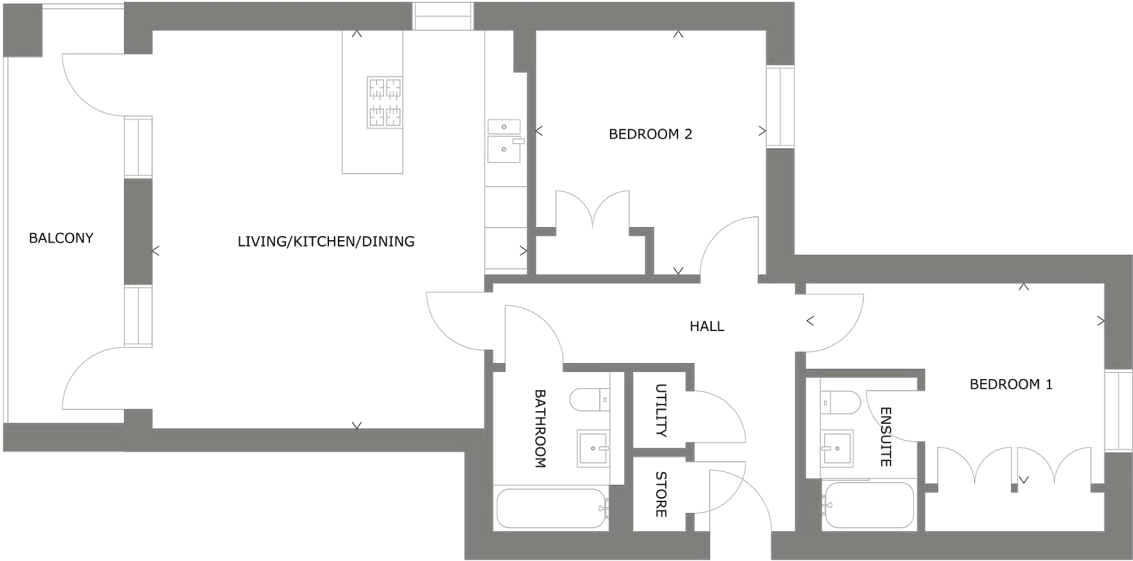 BEDROOM 2
BALCONY
LIVING/KITCHEN/DINING
HALL
BEDROOM 1
BATHROOM
UTILITY
ENSUITE
STORE